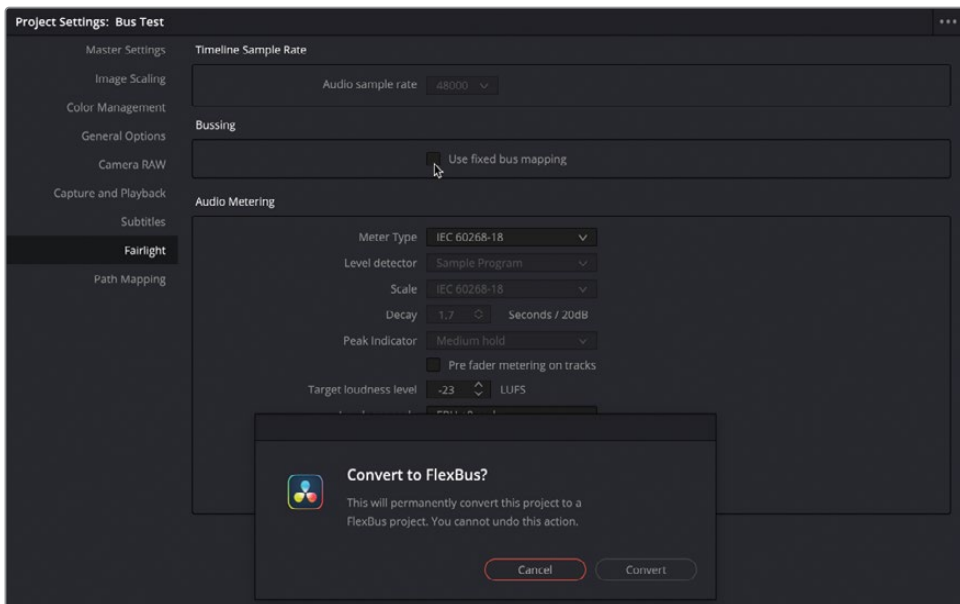 Project Settings: Bus Test
Master Settings
Image Scaling
Color Management
General Options
Camera RAW
Capture and Playback
Subtitles
Fairlight
Path Mapping
Timeline Sample Rate
Audio sample rate 48000
Bussing
Use fixed bus mapping
Audio Metering
Meter Type IEC 60268-18
Level detector Sample Program
Scale IEC 60268-18
Decay 1.7 Seconds / 20dB
Peak Indicator Medium hold
Pre fader metering on tracks
Target loudness level -23 LUFS
Convert to FlexBus?
This will permanently convert this project to a
FlexBus project. You cannot undo this action.
Cancel Convert